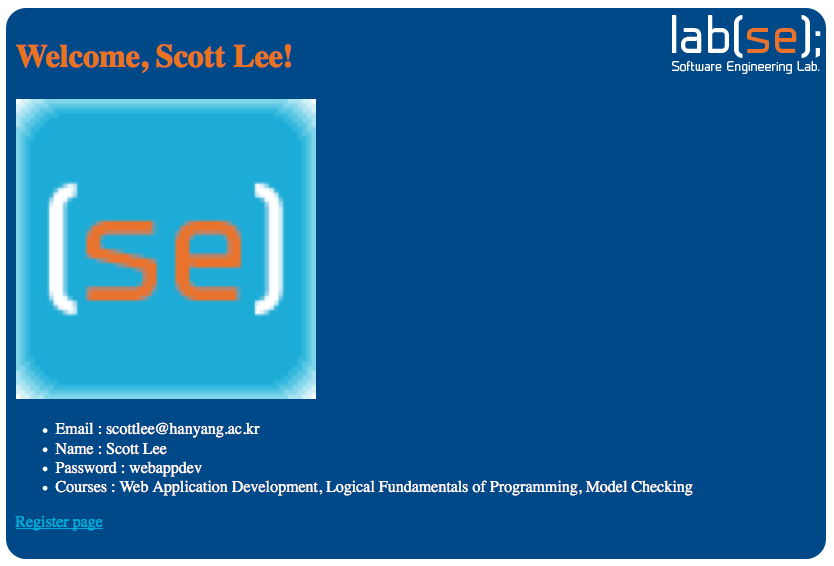 lab(se);
Software Engineering Lab.
Welcome, Scott Lee!
(se)
• Email : scottlee@hanyang.ac.kr
• Name : Scott Lee
• Password : webappdev
• Courses : Web Application Development, Logical Fundamentals of Programming, Model Checking
Register page